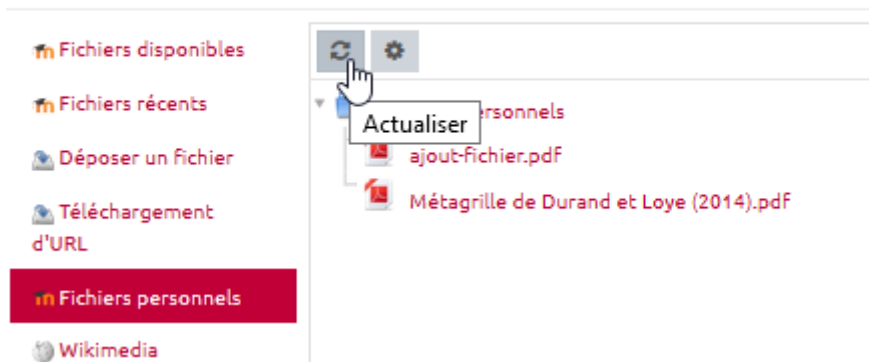 Fichiers disponibles
Fichiers récents
Déposer un fichier
Téléchargement
d'URL
Fichiers personnels
Wikimedia
Actualiser
ajout-fichier.pdf
Métagrille de Durand et Loye (2014).pdf